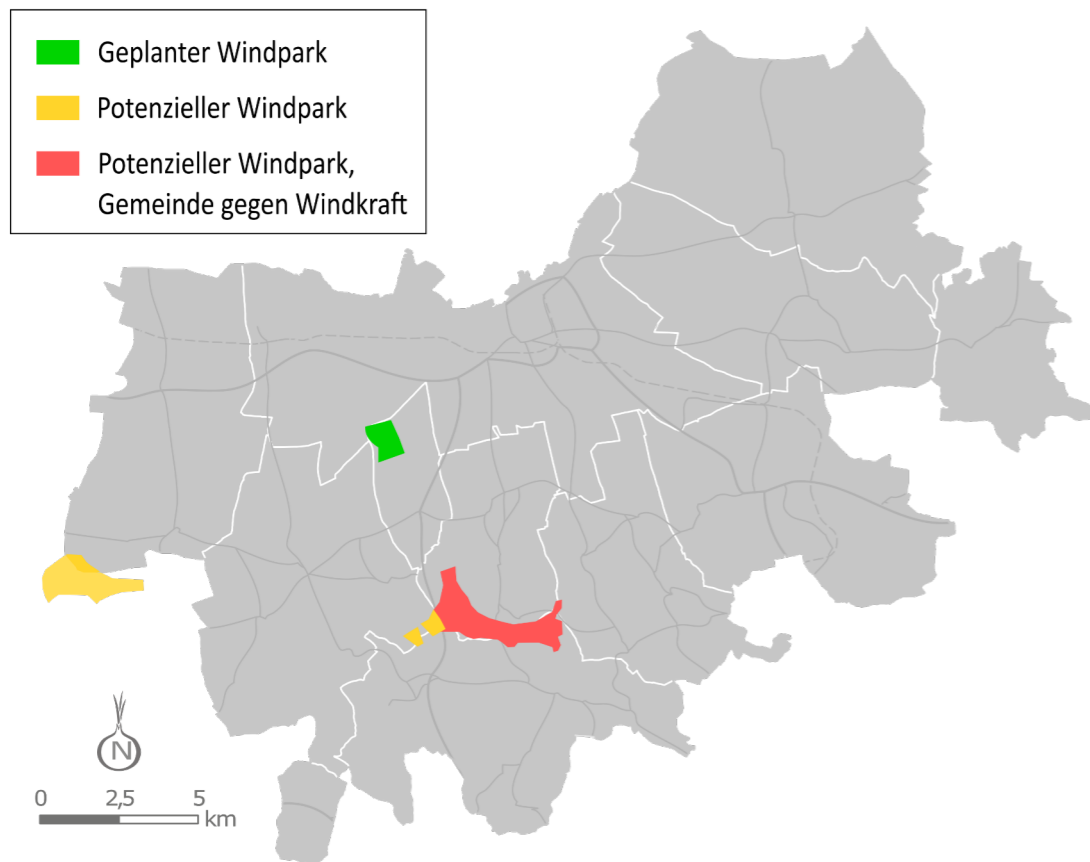 Geplanter Windpark
Potenzieller Windpark
Potenzieller Windpark,
Gemeinde gegen Windkraft
N
0 2,5 5
km